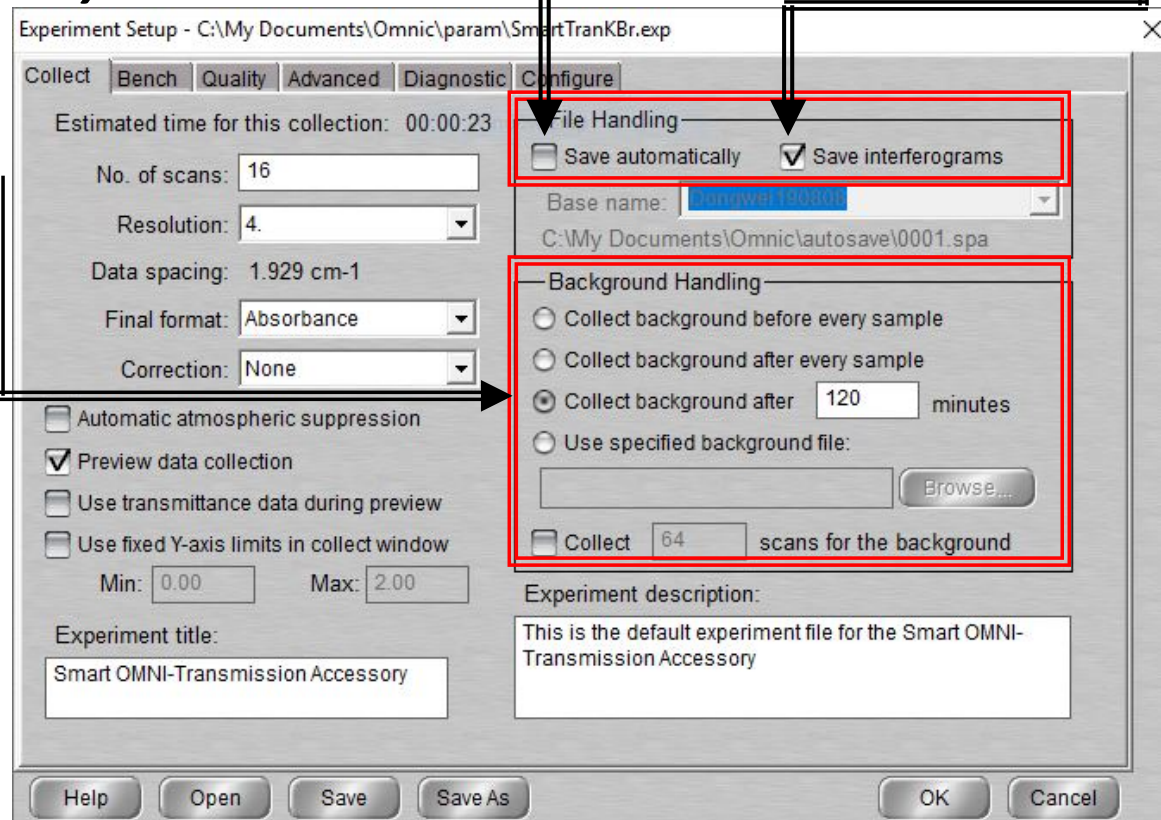 Experiment Setup - C:\My Documents\Omnic\param\SmartTranKBr.exp
Collect Bench Quality Advanced Diagnostic Configure
Estimated time for this collection: 00:00:23
No. of scans: 16
Resolution: 4.
Data spacing: 1.929 cm-1
Final format: Absorbance
Correction: None
Automatic atmospheric suppression
Preview data collection
Use transmittance data during preview
Use fixed Y-axis limits in collect window
Min: 0.00 Max: 2.00
Experiment title:
Smart OMNI-Transmission Accessory
File Handling
Save automatically Save interferograms
Base name: Dongwei190808
C:\My Documents\Omnic\autosave\0001.spa
Background Handling
Collect background before every sample
Collect background after every sample
Collect background after 120 minutes
Use specified background file:
Browse...
Collect 64 scans for the background
Experiment description:
This is the default experiment file for the Smart OMNI-
Transmission Accessory
Help Open Save Save As OK Cancel